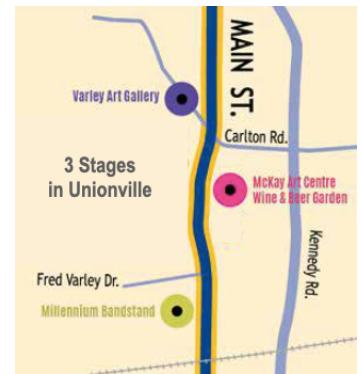 MAIN ST.
Varley Art Gallery
Carlton Rd.
3 Stages
in Unionville
McKay Art Centre
Wine & Beer Garden
Kennedy Rd.
Fred Varley Dr.
Millennium Bandstand